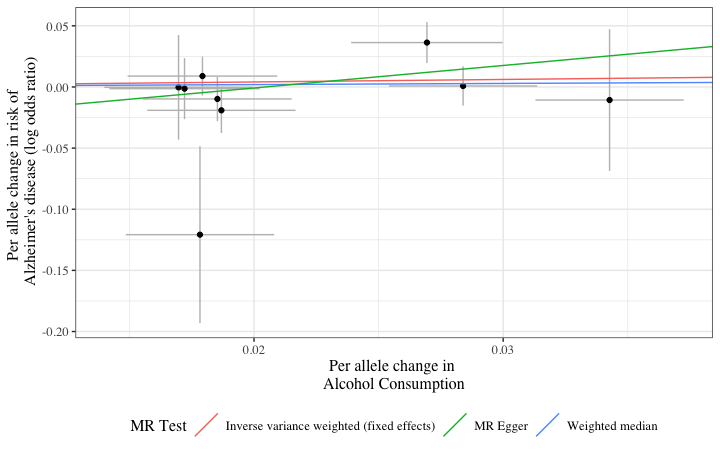 0.05
0.00
-0.05
-0.10
-0.15
-0.20
Per allele change in risk of
Alzheimer's disease (log odds ratio)
0.02
0.03
Per allele change in
Alcohol Consumption
MR Test
Inverse variance weighted (fixed effects)
MR Egger
Weighted median